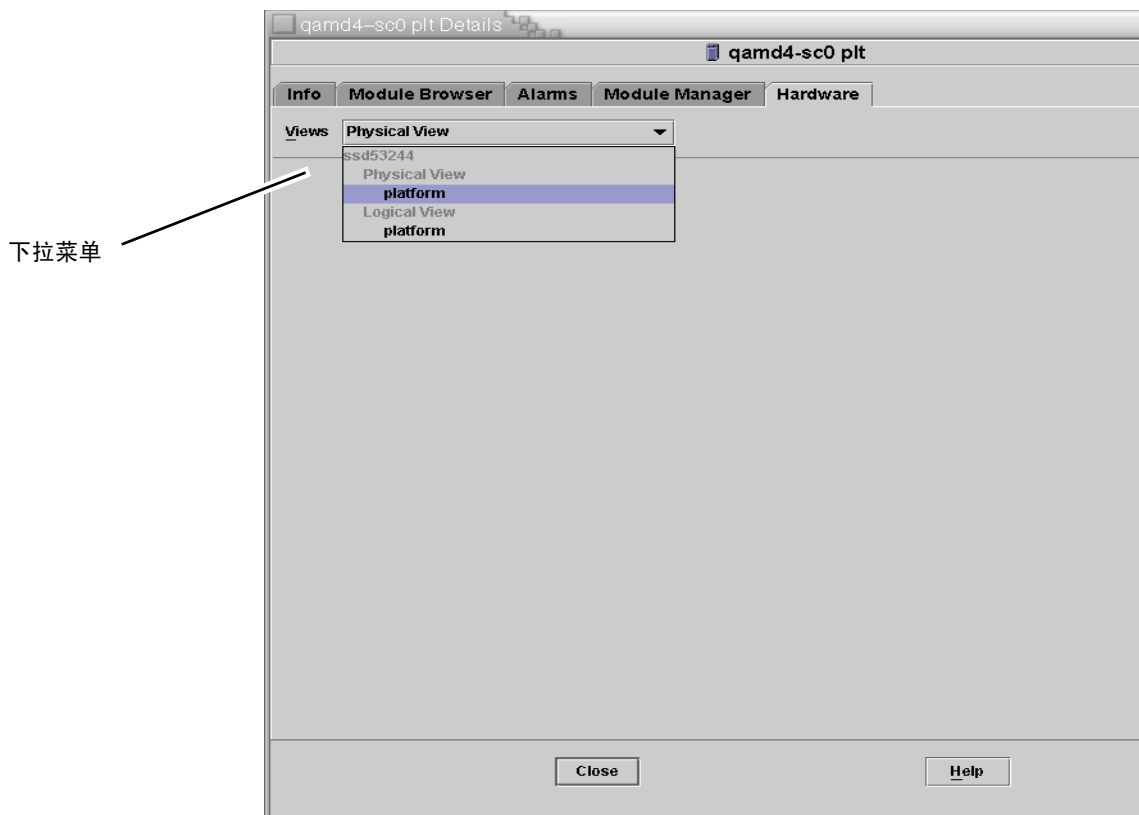 qamd4-sc0 plt Details
qamd4-sc0 plt
Info Module Browser Alarms Module Manager Hardware
Views Physical View
ssd53244
Physical View
platform
Logical View
platform
下拉菜单
Close Help